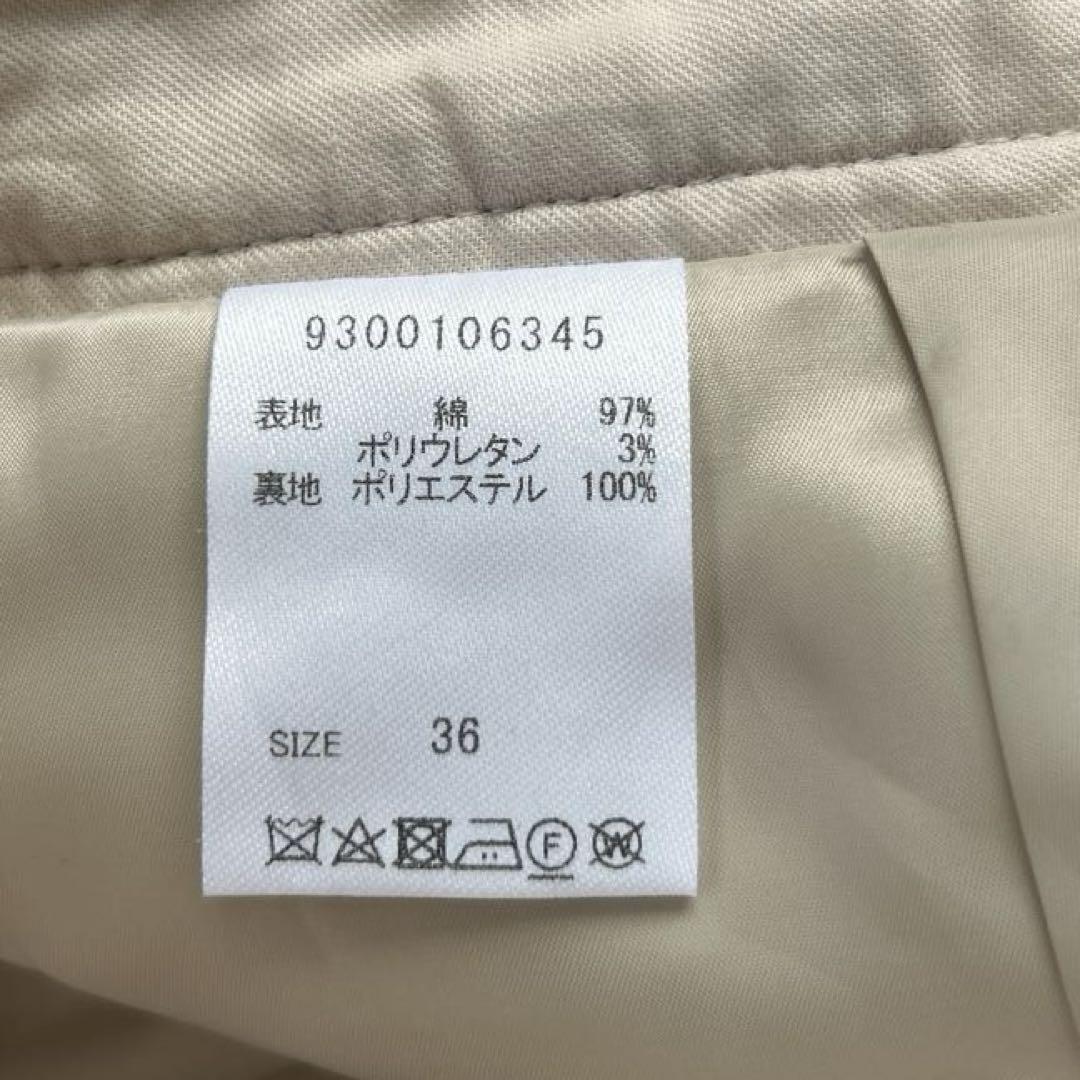 9300106345
表地 綿 97%
ポリウレタン 3%
裏地 ポリエステル 100%
SIZE 36
F W